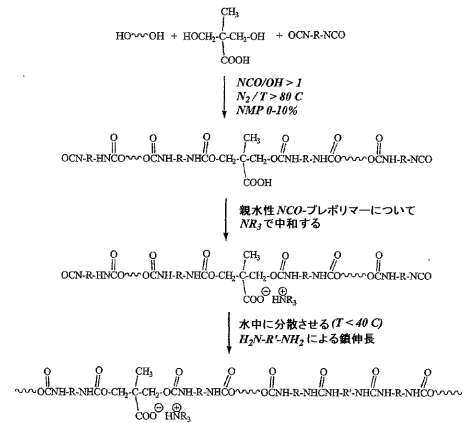 CH₃
HO~~~OH + HOH₂C-C-CH₂-OH + OCN-R-NCO
COOH
NCO/OH > 1
N₂ / T > 80 C
NMP 0-10%
O O O CH₃ O O O
OCN-R-HNCO~~~OCNH-R-NHCO-CH₂-C-CH₂-OCNH-R-NHCO~~~OCNH-R-NCO
COOH
親水性NCO-プレポリマーについて
NR₃で中和する
O O O CH₃ O O O
OCN-R-HNCO~~~OCNH-R-NHCO-CH₂-C-CH₂-OCNH-R-NHCO~~~OCNH-R-NCO
COO⊖ ⊕HNR₃
水中に分散させる(T < 40 C)
H₂N-R'-NH₂による鎖伸長
O O CH₃ O O O O O O
~~~OCNH-R-NHCO-CH₂-C-CH₂-OCNH-R-NHCO~~~OCNH-R-NHCNH-R'-NHCNH-R-NHCO~~~
COO⊖ ⊕HNR₃